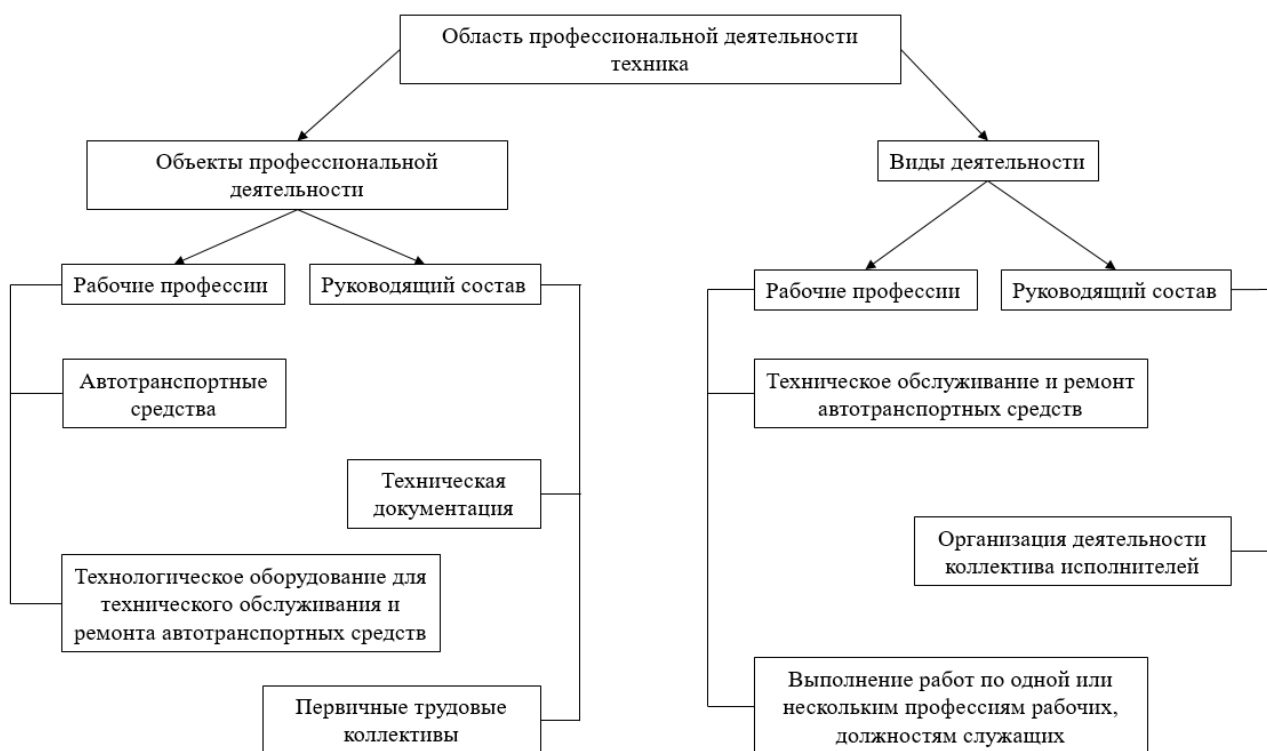 Область профессиональной деятельности
техника
Объекты профессиональной
деятельности
Виды деятельности
Рабочие профессии
Руководящий состав
Рабочие профессии
Руководящий состав
Автотранспортные
средства
Техническое обслуживание и ремонт
автотранспортных средств
Техническая
документация
Организация деятельности
коллектива исполнителей
Технологическое оборудование для
технического обслуживания и
ремонта автотранспортных средств
Первичные трудовые
коллективы
Выполнение работ по одной или
нескольким профессиям рабочих,
должностям служащих